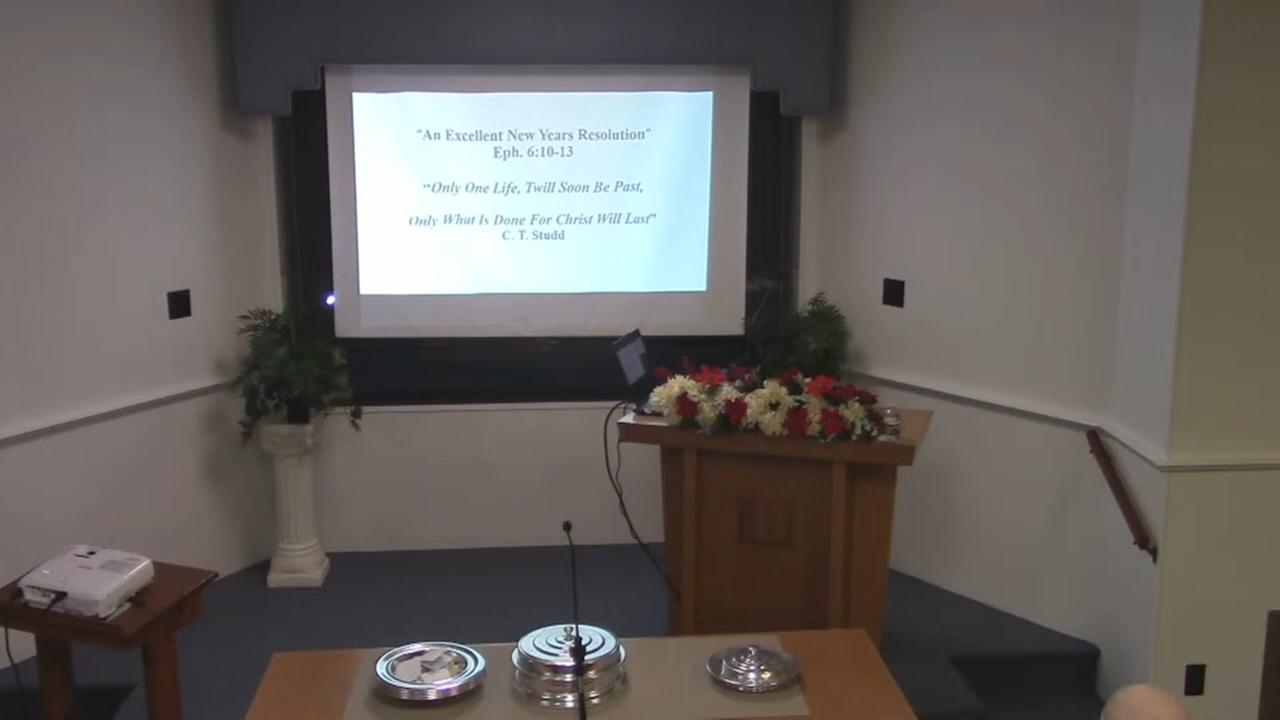 "An Excellent New Years Resolution"
Eph. 6:10-13
"Only One Life, Twill Soon Be Past,
Only What Is Done For Christ Will Last"
C. T. Studd